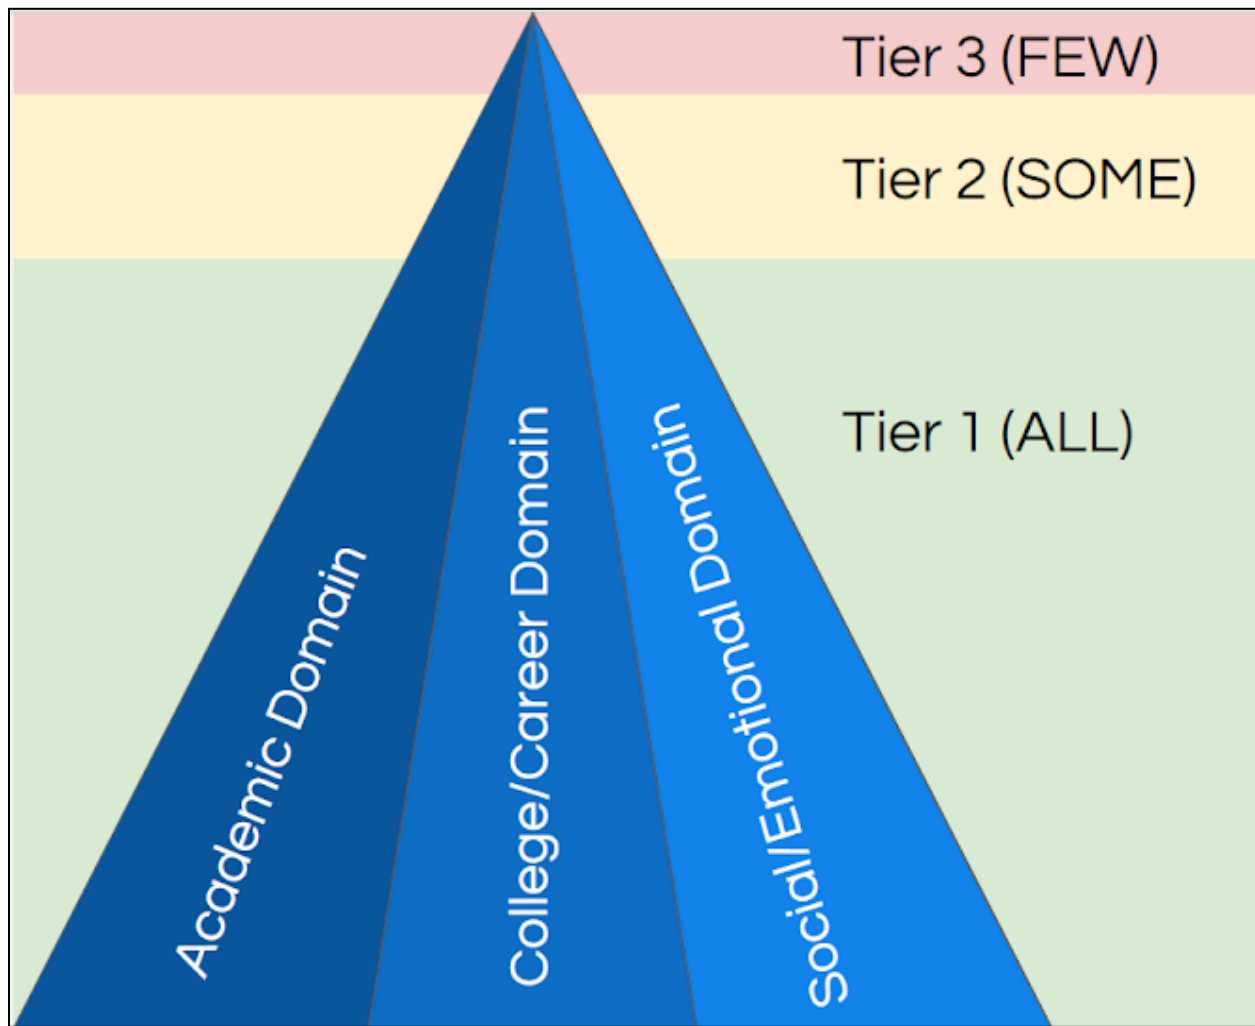 Tier 3 (FEW)
Tier 2 (SOME)
Tier 1 (ALL)
Academic Domain
College/Career Domain
Social/Emotional Domain